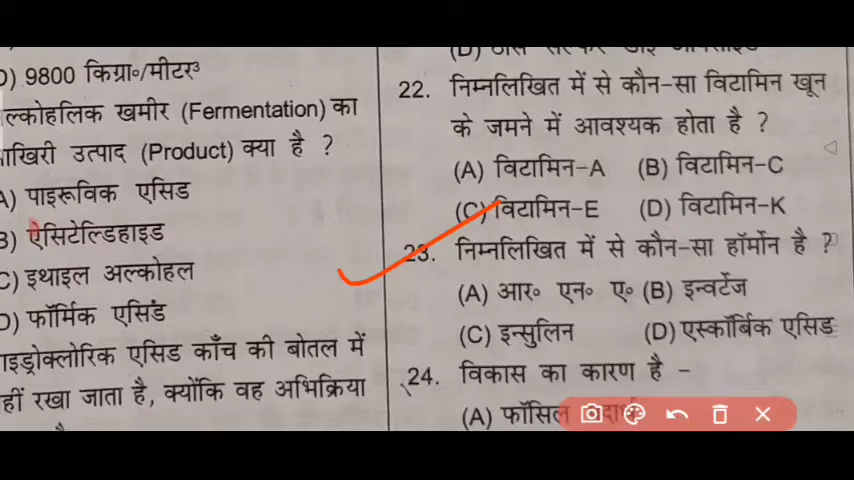 D) 9800 किग्रा॰/मीटर³
ल्कोहलिक खमीर (Fermentation) का
ाखिरी उत्पाद (Product) क्या है ?
A) पाइरूविक एसिड
B) ऐसिटेल्डिहाइड
C) इथाइल अल्कोहल
D) फॉर्मिक एसिड
ाइड्रोक्लोरिक एसिड काँच की बोतल में
हीं रखा जाता है, क्योंकि वह अभिक्रिया
22. निम्नलिखित में से कौन-सा विटामिन खून
के जमने में आवश्यक होता है ?
(A) विटामिन-A (B) विटामिन-C
(C) विटामिन-E (D) विटामिन-K
23. निम्नलिखित में से कौन-सा हॉर्मोन है ?
(A) आर॰ एन॰ ए॰ (B) इन्वर्टेज
(C) इन्सुलिन (D) एस्कॉर्बिक एसिड
24. विकास का कारण है -
(A) फॉसिल